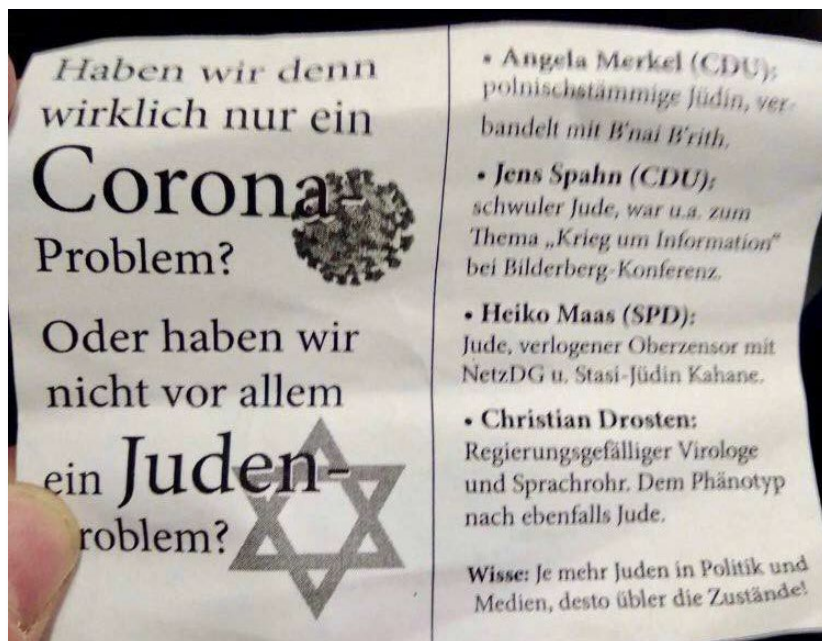 Haben wir denn
wirklich nur ein
Corona-
Problem?
Oder haben wir
nicht vor allem
ein Juden-
roblem?
• Angela Merkel (CDU):
polnischstämmige Jüdin, ver-
bandelt mit B'nai B'rith.
• Jens Spahn (CDU):
schwuler Jude, war u.a. zum
Thema „Krieg um Information"
bei Bilderberg-Konferenz.
• Heiko Maas (SPD):
Jude, verlogener Oberzensor mit
NetzDG u. Stasi-Jüdin Kahane.
• Christian Drosten:
Regierungsgefälliger Virologe
und Sprachrohr. Dem Phänotyp
nach ebenfalls Jude.
Wisse: Je mehr Juden in Politik und
Medien, desto übler die Zustände!